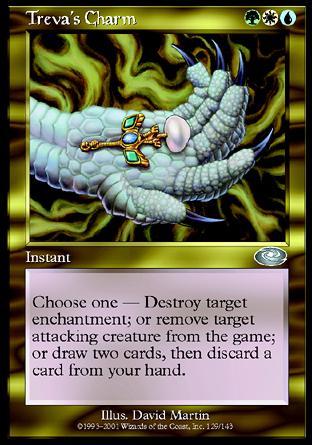 Treva's Charm
Instant
Choose one — Destroy target
enchantment; or remove target
attacking creature from the game;
or draw two cards, then discard a
card from your hand.
Illus. David Martin
©1993-2001 Wizards of the Coast, Inc. 129/143